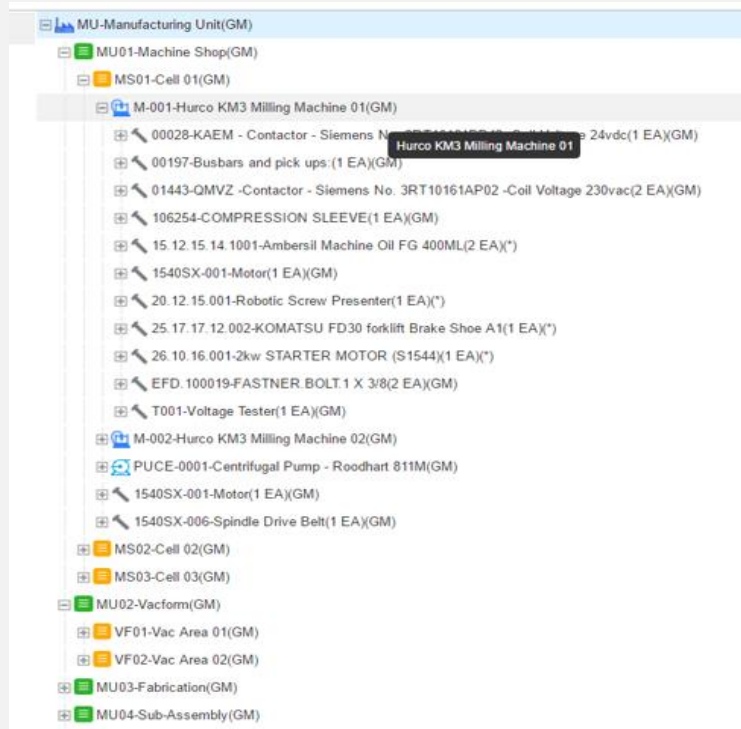 MU-Manufacturing Unit(GM)
MU01-Machine Shop(GM)
MS01-Cell 01(GM)
M-001-Hurco KM3 Milling Machine 01(GM)
00028-KAEM - Contactor - Siemens N 24vdc(1 EA)(GM)
Hurco KM3 Milling Machine 01
00197-Busbars and pick ups:(1 EA)(GM)
01443-QMVZ -Contactor - Siemens No. 3RT10161AP02 -Coil Voltage 230vac(2 EA)(GM)
106254-COMPRESSION SLEEVE(1 EA)(GM)
15.12.15.14.1001-Ambersil Machine Oil FG 400ML(2 EA)(*)
1540SX-001-Motor(1 EA)(GM)
20.12.15.001-Robotic Screw Presenter(1 EA)(*)
25.17.17.12.002-KOMATSU FD30 forklift Brake Shoe A1(1 EA)(*)
26.10.16.001-2kw STARTER MOTOR (S1544)(1 EA)(*)
EFD.100019-FASTNER.BOLT.1 X 3/8(2 EA)(GM)
T001-Voltage Tester(1 EA)(GM)
M-002-Hurco KM3 Milling Machine 02(GM)
PUCE-0001-Centrifugal Pump - Roodhart 811M(GM)
1540SX-001-Motor(1 EA)(GM)
1540SX-006-Spindle Drive Belt(1 EA)(GM)
MS02-Cell 02(GM)
MS03-Cell 03(GM)
MU02-Vacform(GM)
VF01-Vac Area 01(GM)
VF02-Vac Area 02(GM)
MU03-Fabrication(GM)
MU04-Sub-Assembly(GM)